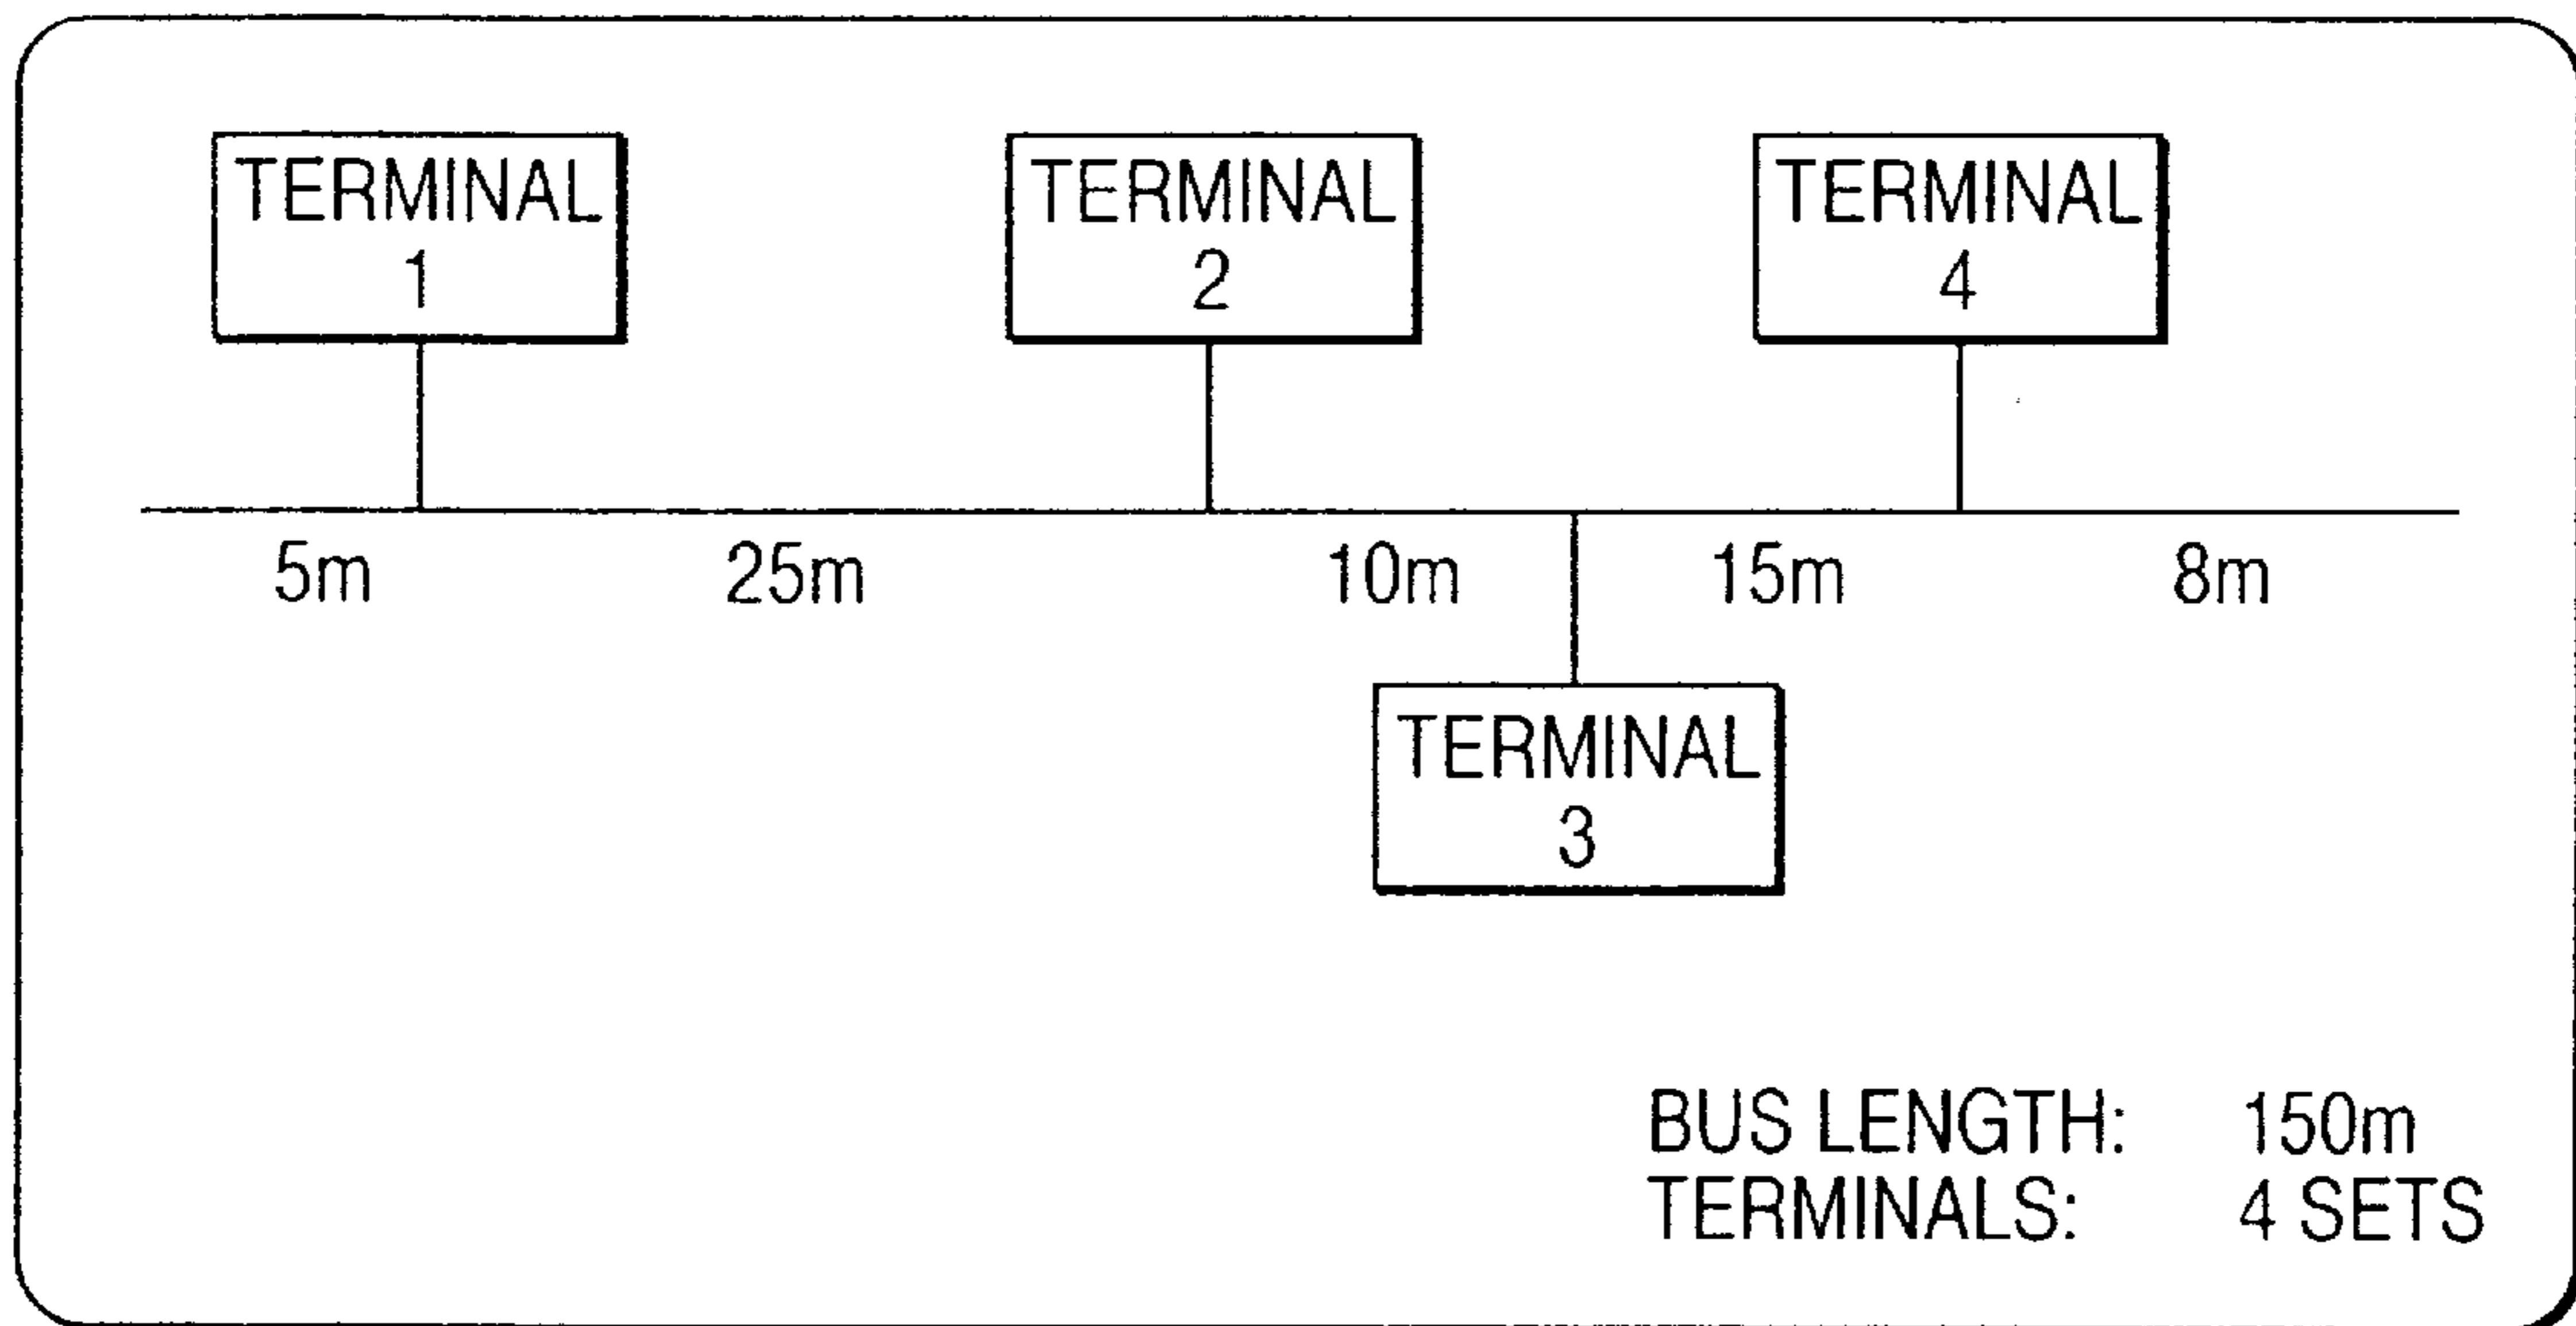 TERMINAL
1
TERMINAL
2
TERMINAL
4
5m 25m 10m 15m 8m
TERMINAL
3
BUS LENGTH: 150m
TERMINALS: 4 SETS